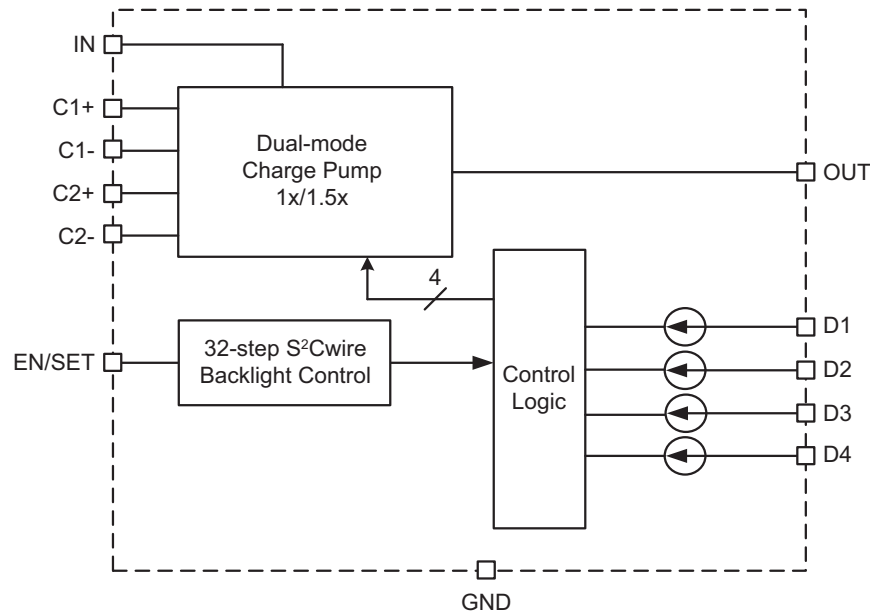 IN
C1+
C1-
C2+
C2-
Dual-mode
Charge Pump
1x/1.5x
OUT
4
EN/SET
32-step S²Cwire
Backlight Control
Control
Logic
D1
D2
D3
D4
GND